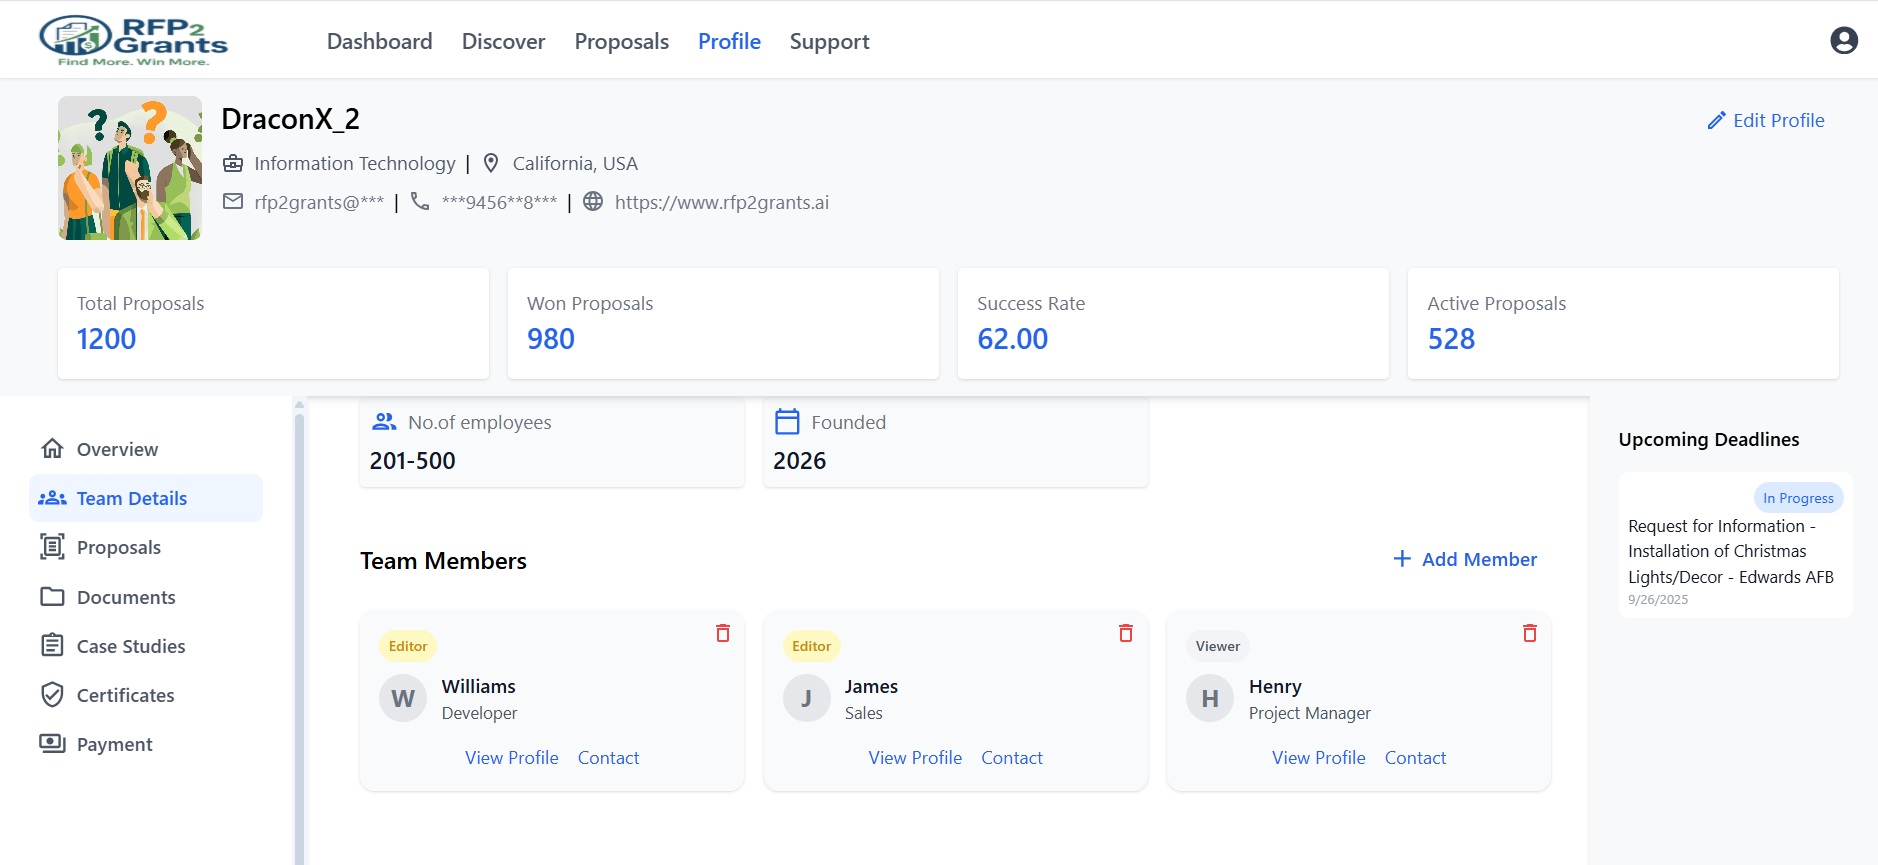 RFP2
Grants
Find More. Win More.
Dashboard Discover Proposals Profile Support
DraconX_2
Edit Profile
Information Technology | California, USA
rfp2grants@*** | ***9456**8*** | https://www.rfp2grants.ai
Total Proposals
1200
Won Proposals
980
Success Rate
62.00
Active Proposals
528
Overview
Team Details
Proposals
Documents
Case Studies
Certificates
Payment
No.of employees
201-500
Founded
2026
Team Members
Add Member
Editor
W
Williams
Developer
View Profile Contact
Editor
J
James
Sales
View Profile Contact
Viewer
H
Henry
Project Manager
View Profile Contact
Upcoming Deadlines
In Progress
Request for Information -
Installation of Christmas
Lights/Decor - Edwards AFB
9/26/2025